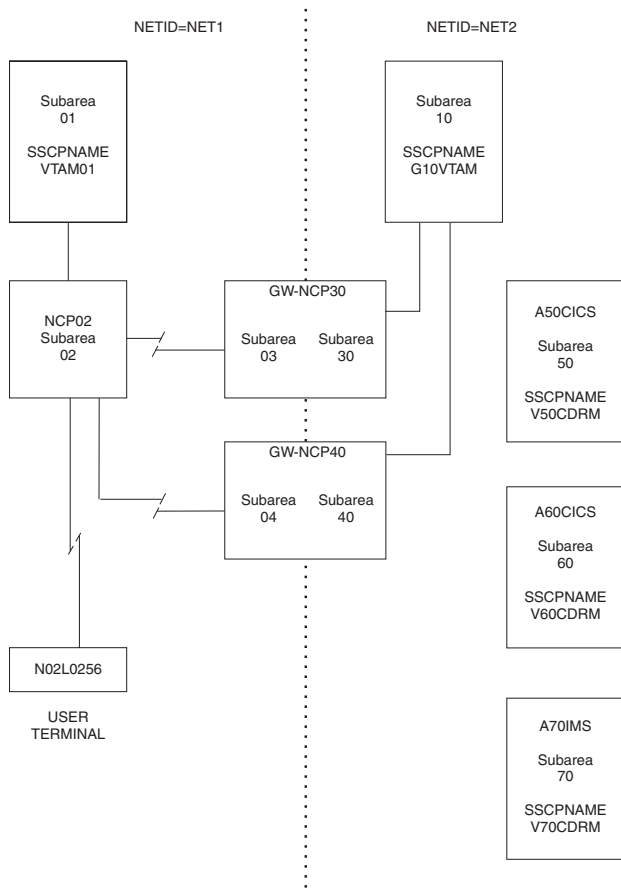 NETID=NET1
NETID=NET2
Subarea
01
SSCPNAME
VTAM01
Subarea
10
SSCPNAME
G10VTAM
NCP02
Subarea
02
GW-NCP30
Subarea
03
Subarea
30
A50CICS
Subarea
50
SSCPNAME
V50CDRM
GW-NCP40
Subarea
04
Subarea
40
A60CICS
Subarea
60
SSCPNAME
V60CDRM
N02L0256
USER
TERMINAL
A70IMS
Subarea
70
SSCPNAME
V70CDRM